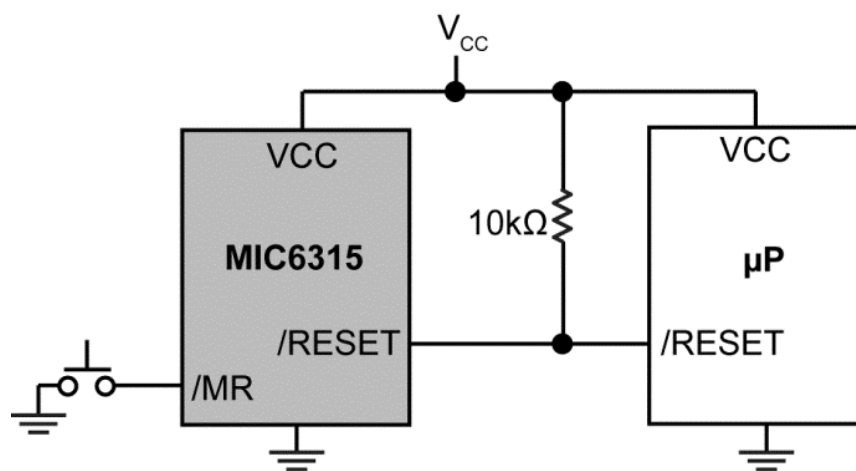 VCC
VCC
VCC
10kΩ
MIC6315
µP
/RESET
/RESET
/MR